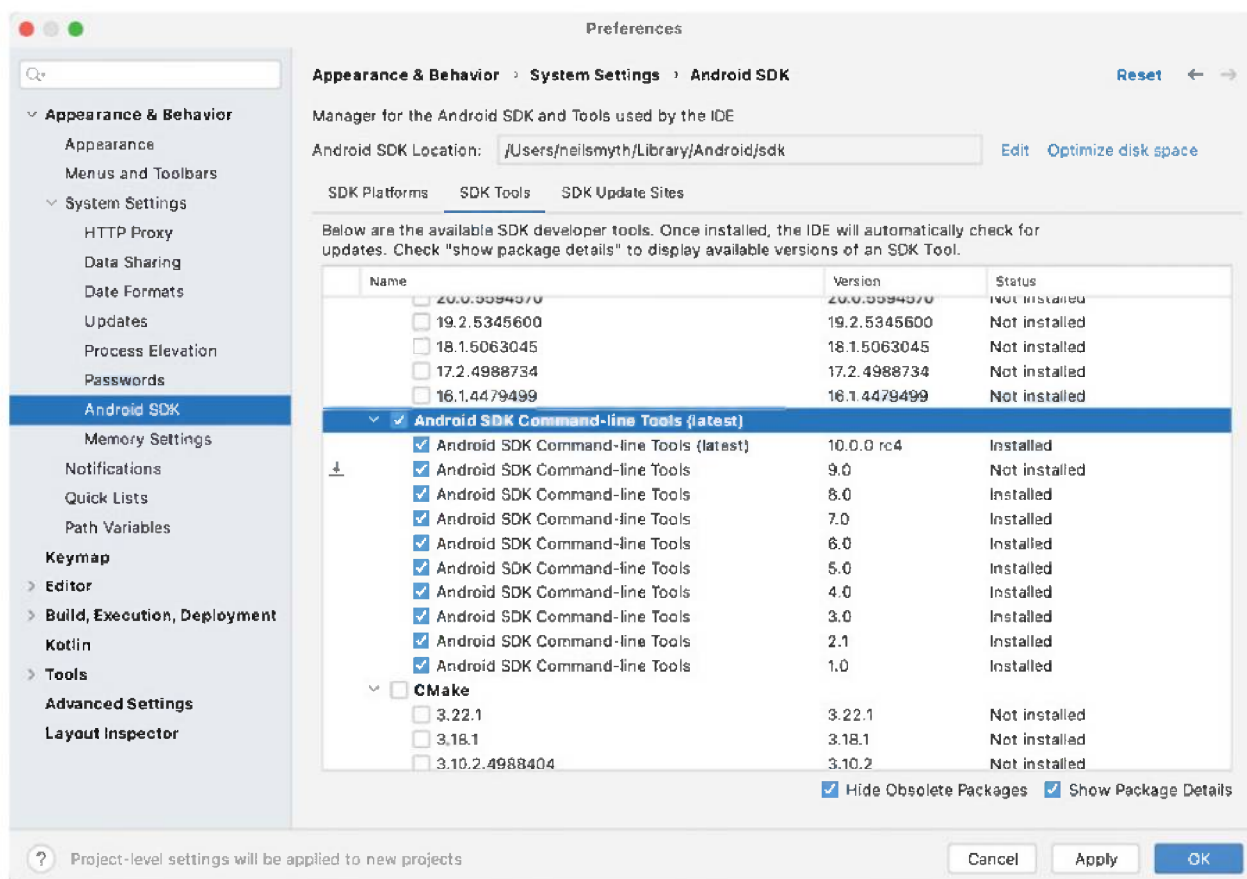 Preferences
Appearance & Behavior › System Settings › Android SDK
Reset
Appearance & Behavior
Appearance
Menus and Toolbars
System Settings
HTTP Proxy
Data Sharing
Date Formats
Updates
Process Elevation
Passwords
Android SDK
Memory Settings
Notifications
Quick Lists
Path Variables
Keymap
Editor
Build, Execution, Deployment
Kotlin
Tools
Advanced Settings
Layout Inspector
Manager for the Android SDK and Tools used by the IDE
Android SDK Location: /Users/neilsmyth/Library/Android/sdk Edit Optimize disk space
SDK Platforms SDK Tools SDK Update Sites
Below are the available SDK developer tools. Once installed, the IDE will automatically check for
updates. Check "show package details" to display available versions of an SDK Tool.
Name Version Status
20.0.5594570 20.0.5594570 Not installed
19.2.5345600 19.2.5345600 Not installed
18.1.5063045 18.1.5063045 Not installed
17.2.4988734 17.2.4988734 Not installed
16.1.4479499 16.1.4479499 Not installed
Android SDK Command-line Tools (latest)
Android SDK Command-line Tools (latest) 10.0.0 rc4 Installed
Android SDK Command-line Tools 9.0 Not installed
Android SDK Command-line Tools 8.0 Installed
Android SDK Command-line Tools 7.0 Installed
Android SDK Command-line Tools 6.0 Installed
Android SDK Command-line Tools 5.0 Installed
Android SDK Command-line Tools 4.0 Installed
Android SDK Command-line Tools 3.0 Installed
Android SDK Command-line Tools 2.1 Installed
Android SDK Command-line Tools 1.0 Installed
CMake
3.22.1 3.22.1 Not installed
3.18.1 3.18.1 Not installed
3.10.2.4988404 3.10.2 Not installed
Hide Obsolete Packages Show Package Details
? Project-level settings will be applied to new projects
Cancel Apply OK